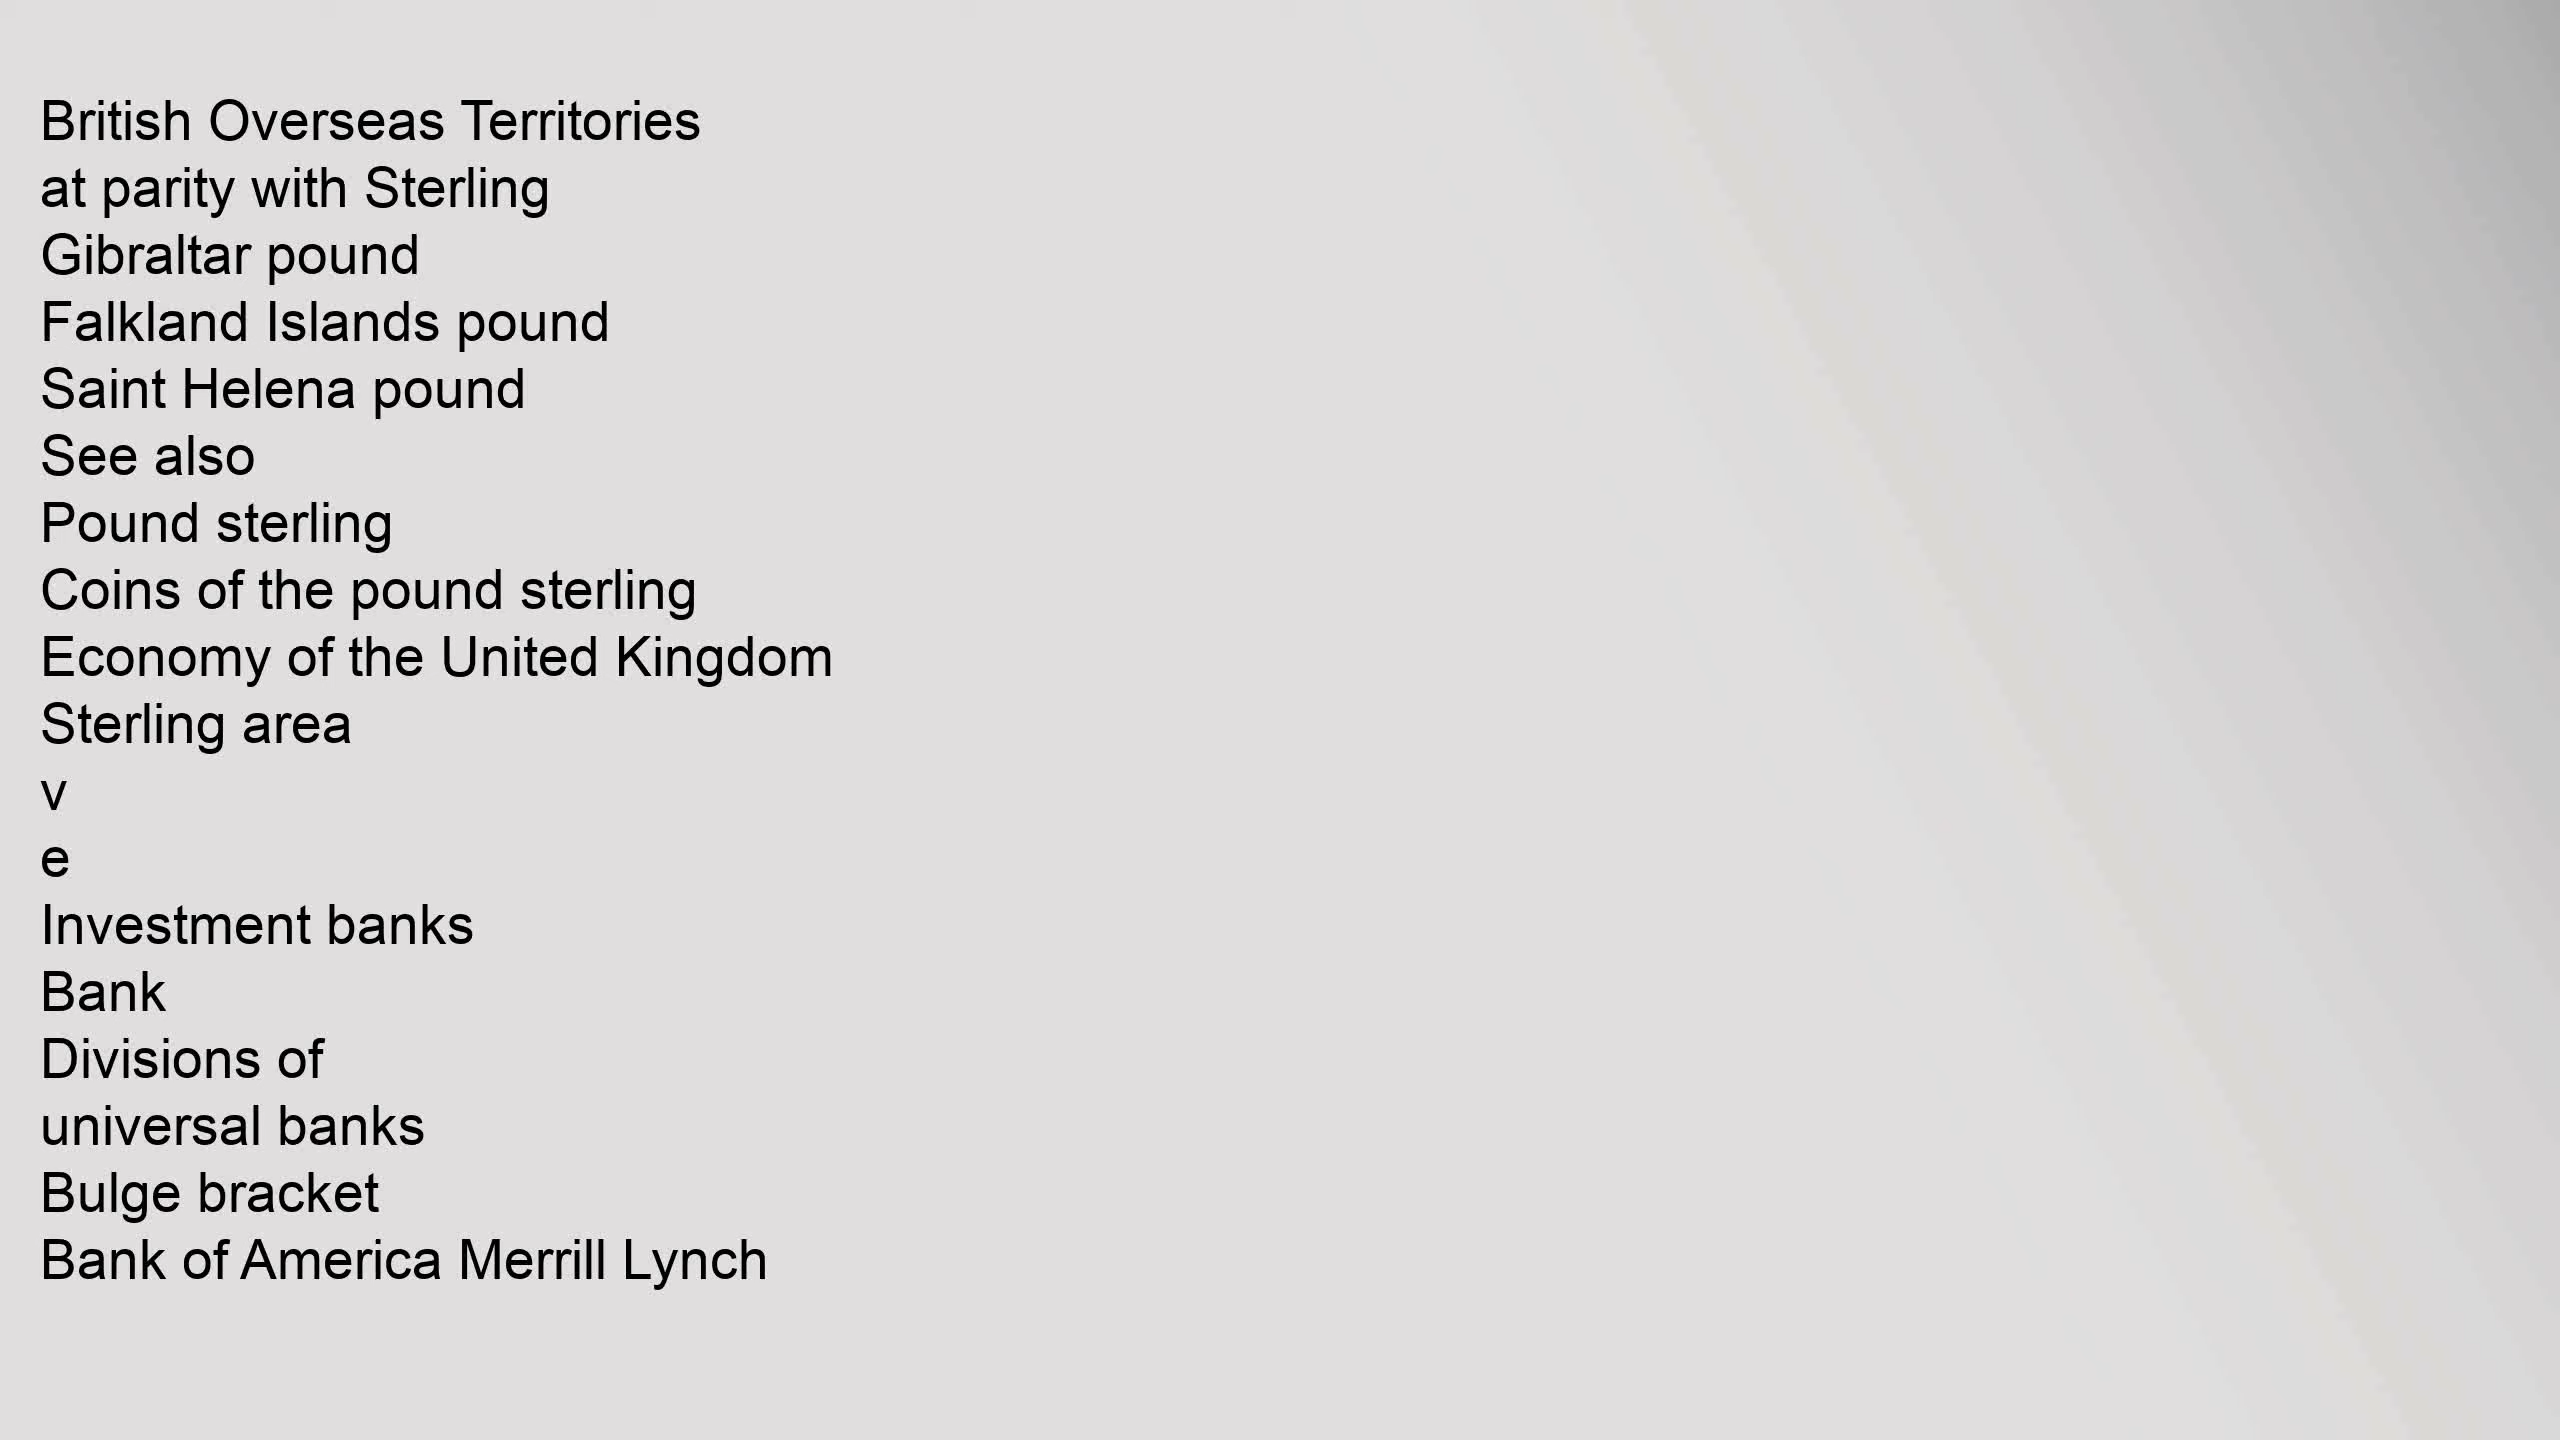 British Overseas Territories
at parity with Sterling
Gibraltar pound
Falkland Islands pound
Saint Helena pound
See also
Pound sterling
Coins of the pound sterling
Economy of the United Kingdom
Sterling area
v
e
Investment banks
Bank
Divisions of
universal banks
Bulge bracket
Bank of America Merrill Lynch